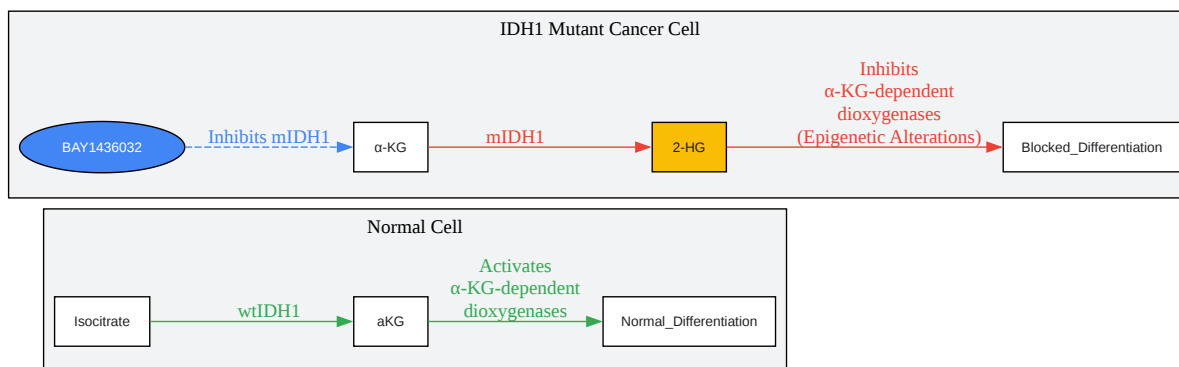 IDH1 Mutant Cancer Cell
BAY1436032
Inhibits mIDH1
α-KG
mIDH1
2-HG
Inhibits
α-KG-dependent
dioxygenases
(Epigenetic Alterations)
Blocked_Differentiation
Normal Cell
Isocitrate
wtIDH1
aKG
Activates
α-KG-dependent
dioxygenases
Normal_Differentiation